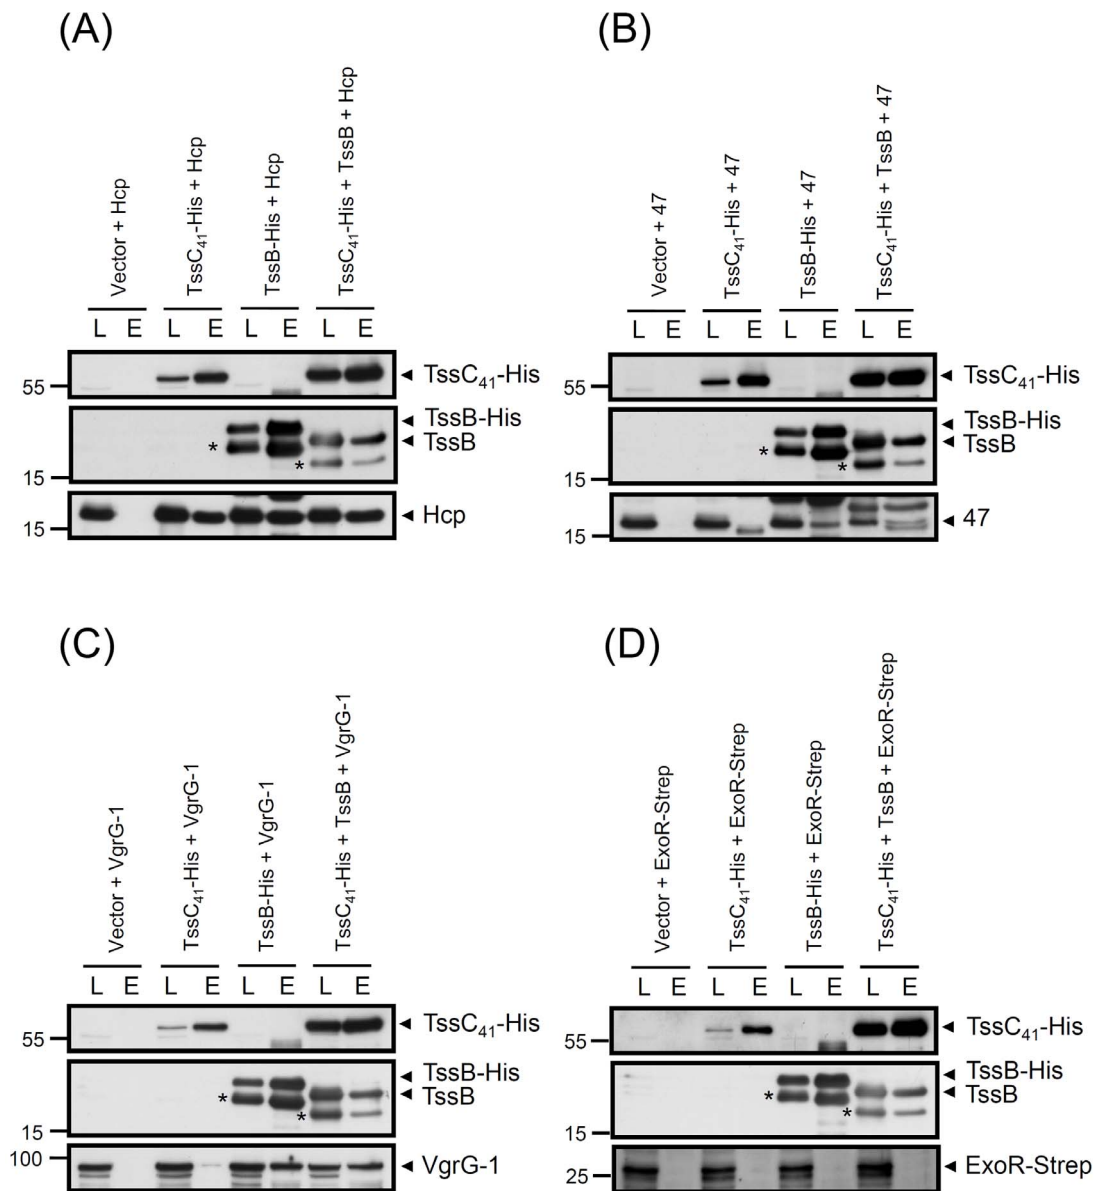 (A)
Vector + Hcp
TssC₄₁-His + Hcp
TssB-His + Hcp
TssC₄₁-His + TssB + Hcp
L E L E L E L E
55
TssC₄₁-His
TssB-His
* * TssB
15
15
Hcp
(B)
Vector + 47
TssC₄₁-His + 47
TssB-His + 47
TssC₄₁-His + TssB + 47
L E L E L E L E
55
TssC₄₁-His
TssB-His
* * TssB
15
47
15
(C)
Vector + VgrG-1
TssC₄₁-His + VgrG-1
TssB-His + VgrG-1
TssC₄₁-His + TssB + VgrG-1
L E L E L E L E
55
TssC₄₁-His
TssB-His
* * TssB
15
100
VgrG-1
(D)
Vector + ExoR-Strep
TssC₄₁-His + ExoR-Strep
TssB-His + ExoR-Strep
TssC₄₁-His + TssB + ExoR-Strep
L E L E L E L E
55
TssC₄₁-His
TssB-His
* * TssB
15
25
ExoR-Strep